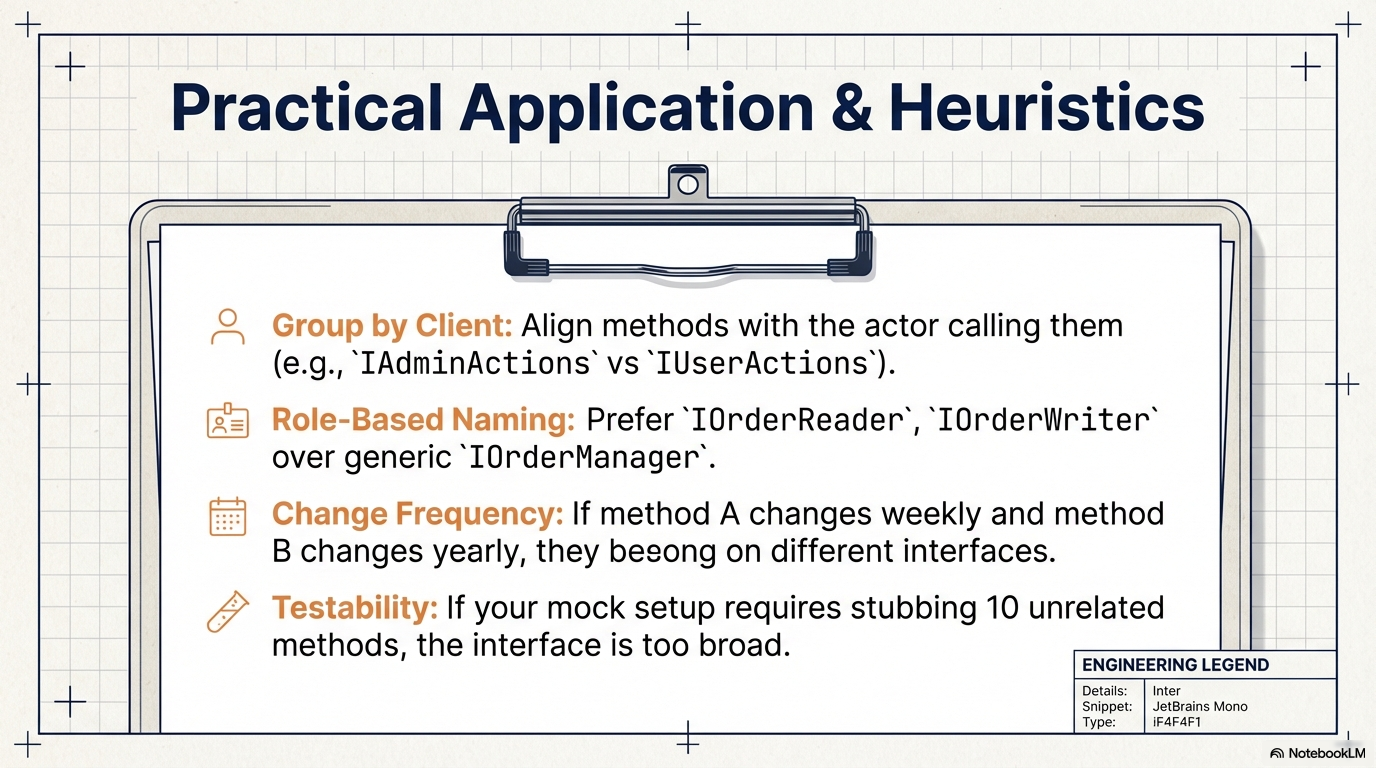 Practical Application & Heuristics
Group by Client: Align methods with the actor calling them
(e.g., `IAdminActions` vs `IUserActions`).
Role-Based Naming: Prefer `IOrderReader`, `IOrderWriter`
over generic `IOrderManager`.
Change Frequency: If method A changes weekly and method
B changes yearly, they besong on different interfaces.
Testability: If your mock setup requires stubbing 10 unrelated
methods, the interface is too broad.
ENGINEERING LEGEND
Details: Inter
Snippet: JetBrains Mono
Type: iF4F4F1
NotebookLM